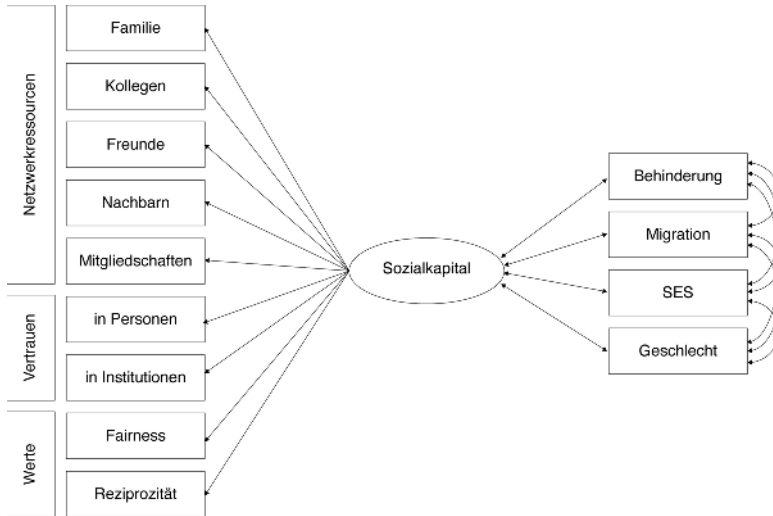 Netzwerkressourcen
Familie
Kollegen
Freunde
Nachbarn
Mitgliedschaften
Vertrauen
in Personen
in Institutionen
Werte
Fairness
Reziprozität
Sozialkapital
Behinderung
Migration
SES
Geschlecht